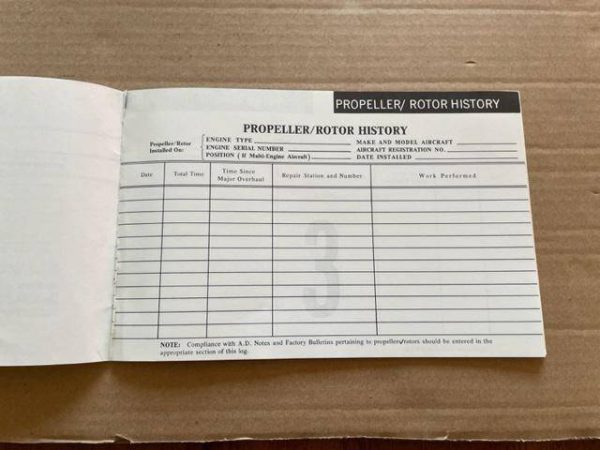 PROPELLER/ ROTOR HISTORY
PROPELLER/ROTOR HISTORY
Propeller/Rotor Installed On:
ENGINE TYPE
ENGINE SERIAL NUMBER
POSITION (If Multi-Engine Aircraft)
MAKE AND MODEL AIRCRAFT
AIRCRAFT REGISTRATION NO.
DATE INSTALLED
Date
Total Time
Time Since
Major Overhaul
Repair Station and Number
Work Performed
3
NOTE: Compliance with A.D. Notes and Factory Bulletins pertaining to propeller/rotors should be entered in the
appropriate section of this log.